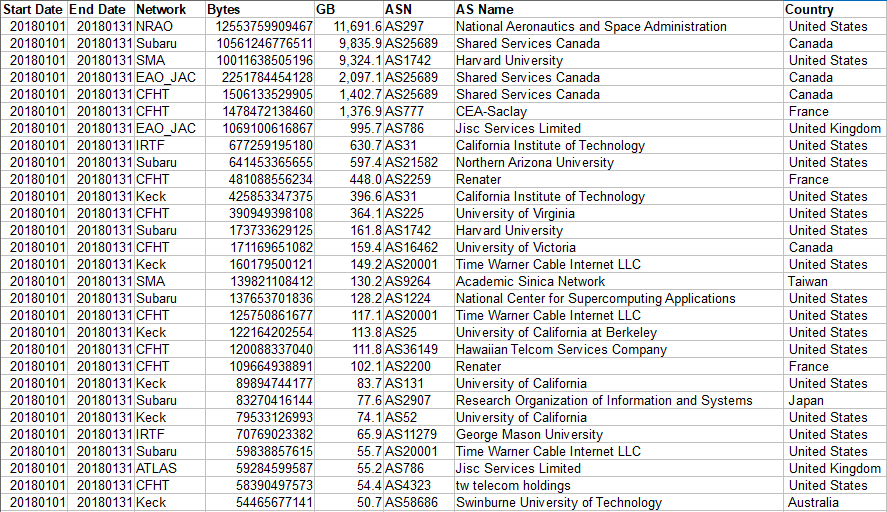 Start Date End Date Network Bytes GB ASN AS Name Country
20180101 20180131 NRAO 12553759909467 11,691.6 AS297 National Aeronautics and Space Administration United States
20180101 20180131 Subaru 10561246776511 9,835.9 AS25689 Shared Services Canada Canada
20180101 20180131 SMA 10011638505196 9,324.1 AS1742 Harvard University United States
20180101 20180131 EAO_JAC 2251784454128 2,097.1 AS25689 Shared Services Canada Canada
20180101 20180131 CFHT 1506133529905 1,402.7 AS25689 Shared Services Canada Canada
20180101 20180131 CFHT 1478472138460 1,376.9 AS777 CEA-Saclay France
20180101 20180131 EAO_JAC 1069100616867 995.7 AS786 Jisc Services Limited United Kingdom
20180101 20180131 IRTF 677259195180 630.7 AS31 California Institute of Technology United States
20180101 20180131 Subaru 641453365655 597.4 AS21582 Northern Arizona University United States
20180101 20180131 CFHT 481088556234 448.0 AS2259 Renater France
20180101 20180131 Keck 425853347375 396.6 AS31 California Institute of Technology United States
20180101 20180131 CFHT 390949398108 364.1 AS225 University of Virginia United States
20180101 20180131 Subaru 173733629125 161.8 AS1742 Harvard University United States
20180101 20180131 CFHT 171169651082 159.4 AS16462 University of Victoria Canada
20180101 20180131 Keck 160179500121 149.2 AS20001 Time Warner Cable Internet LLC United States
20180101 20180131 SMA 139821108412 130.2 AS9264 Academic Sinica Network Taiwan
20180101 20180131 Subaru 137653701836 128.2 AS1224 National Center for Supercomputing Applications United States
20180101 20180131 CFHT 125750861677 117.1 AS20001 Time Warner Cable Internet LLC United States
20180101 20180131 Keck 122164202554 113.8 AS25 University of California at Berkeley United States
20180101 20180131 CFHT 120088337040 111.8 AS36149 Hawaiian Telcom Services Company United States
20180101 20180131 CFHT 109664938891 102.1 AS2200 Renater France
20180101 20180131 Keck 89894744177 83.7 AS131 University of California United States
20180101 20180131 Subaru 83270416144 77.6 AS2907 Research Organization of Information and Systems Japan
20180101 20180131 Keck 79533126993 74.1 AS52 University of California United States
20180101 20180131 IRTF 70769023382 65.9 AS11279 George Mason University United States
20180101 20180131 Subaru 59838857615 55.7 AS20001 Time Warner Cable Internet LLC United States
20180101 20180131 ATLAS 59284599587 55.2 AS786 Jisc Services Limited United Kingdom
20180101 20180131 CFHT 58390497573 54.4 AS4323 tw telecom holdings United States
20180101 20180131 Keck 54465677141 50.7 AS58686 Swinburne University of Technology Australia